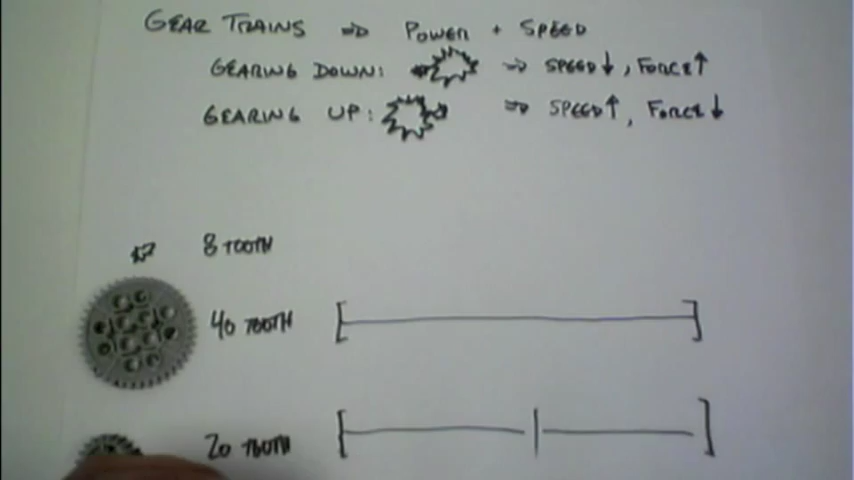 GEAR TRAINS ⇒ POWER + SPEED
GEARING DOWN: ⇒ SPEED↓, FORCE↑
GEARING UP: ⇒ SPEED↑, FORCE↓
8 TOOTH
40 TOOTH
20 TOOTH